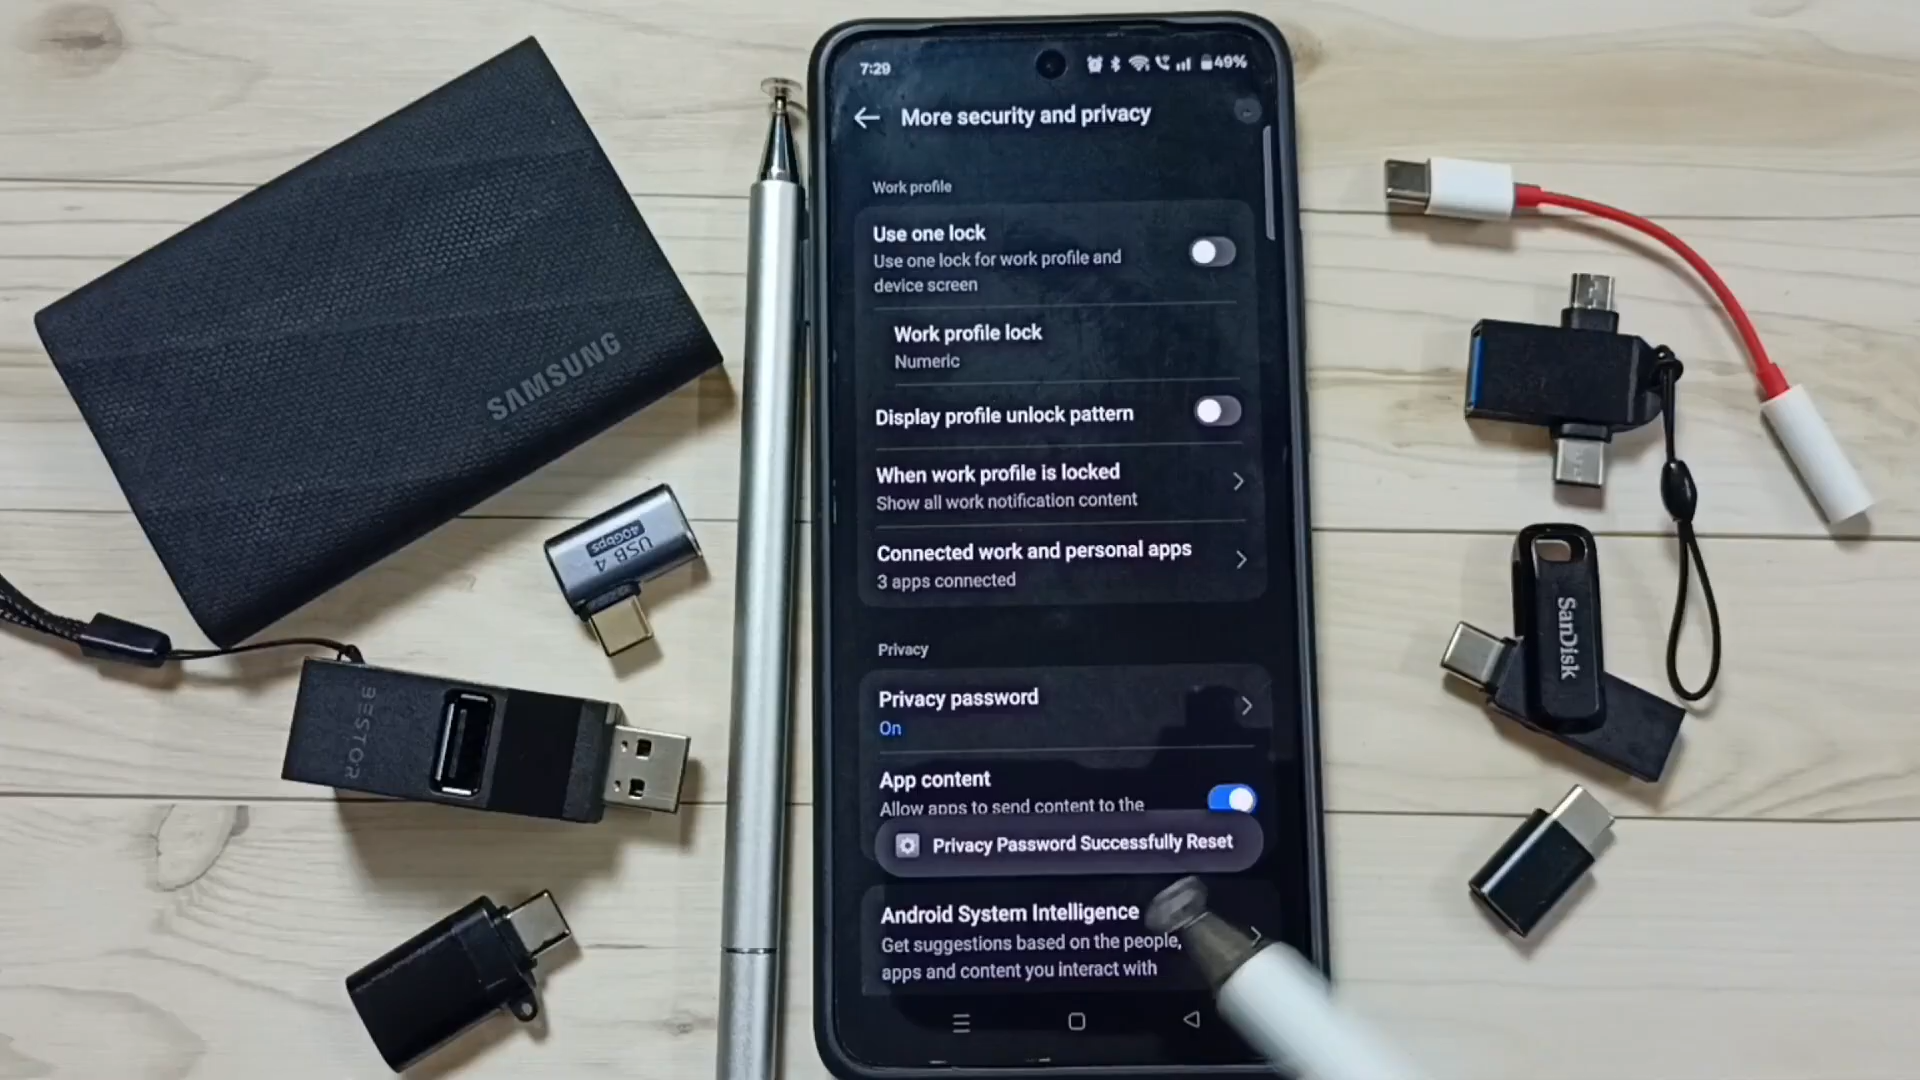 7:29
49%
More security and privacy
Work profile
Use one lock
Use one lock for work profile and
device screen
Work profile lock
Numeric
Display profile unlock pattern
When work profile is locked
Show all work notification content
Connected work and personal apps
3 apps connected
Privacy
Privacy password
On
App content
Allow apps to send content to the
Privacy Password Successfully Reset
Android System Intelligence
Get suggestions based on the people,
apps and content you interact with
SAMSUNG
USB 4
40Gbps
BESTOR
SanDisk